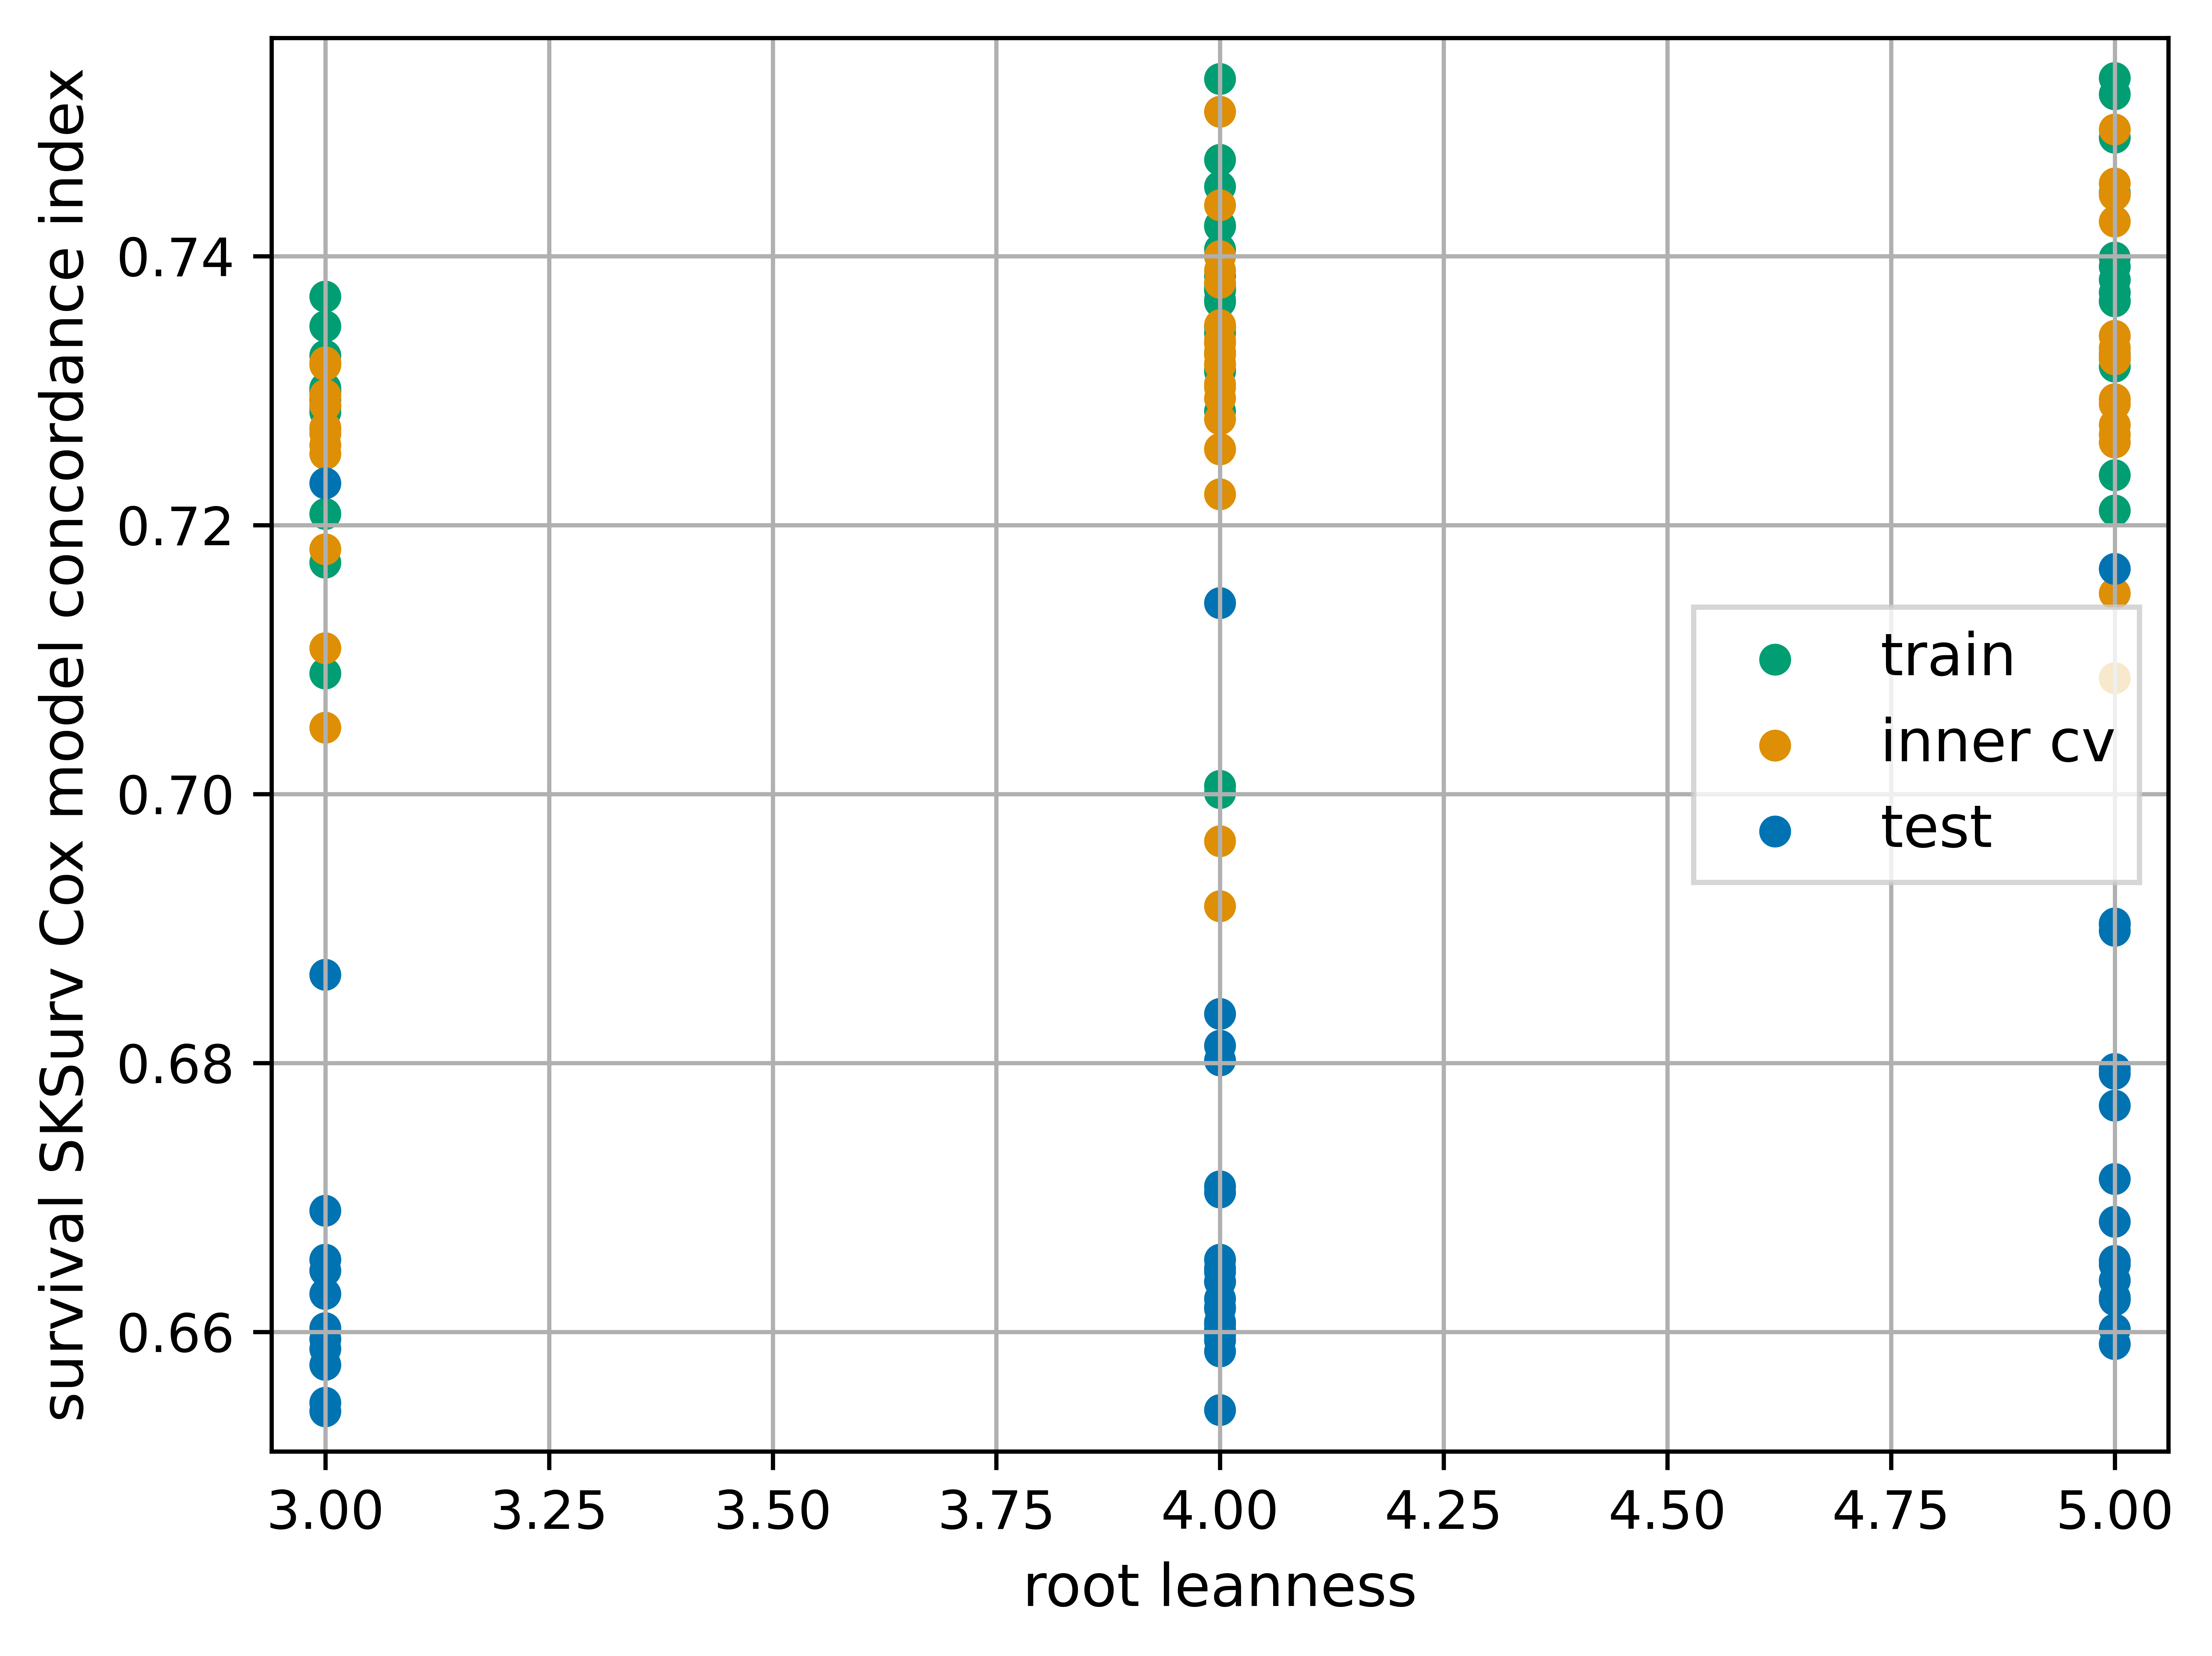 survival SKSurv Cox model concordance index
0.74
0.72
0.70
0.68
0.66
train
inner cv
test
3.00 3.25 3.50 3.75 4.00 4.25 4.50 4.75 5.00
root leanness